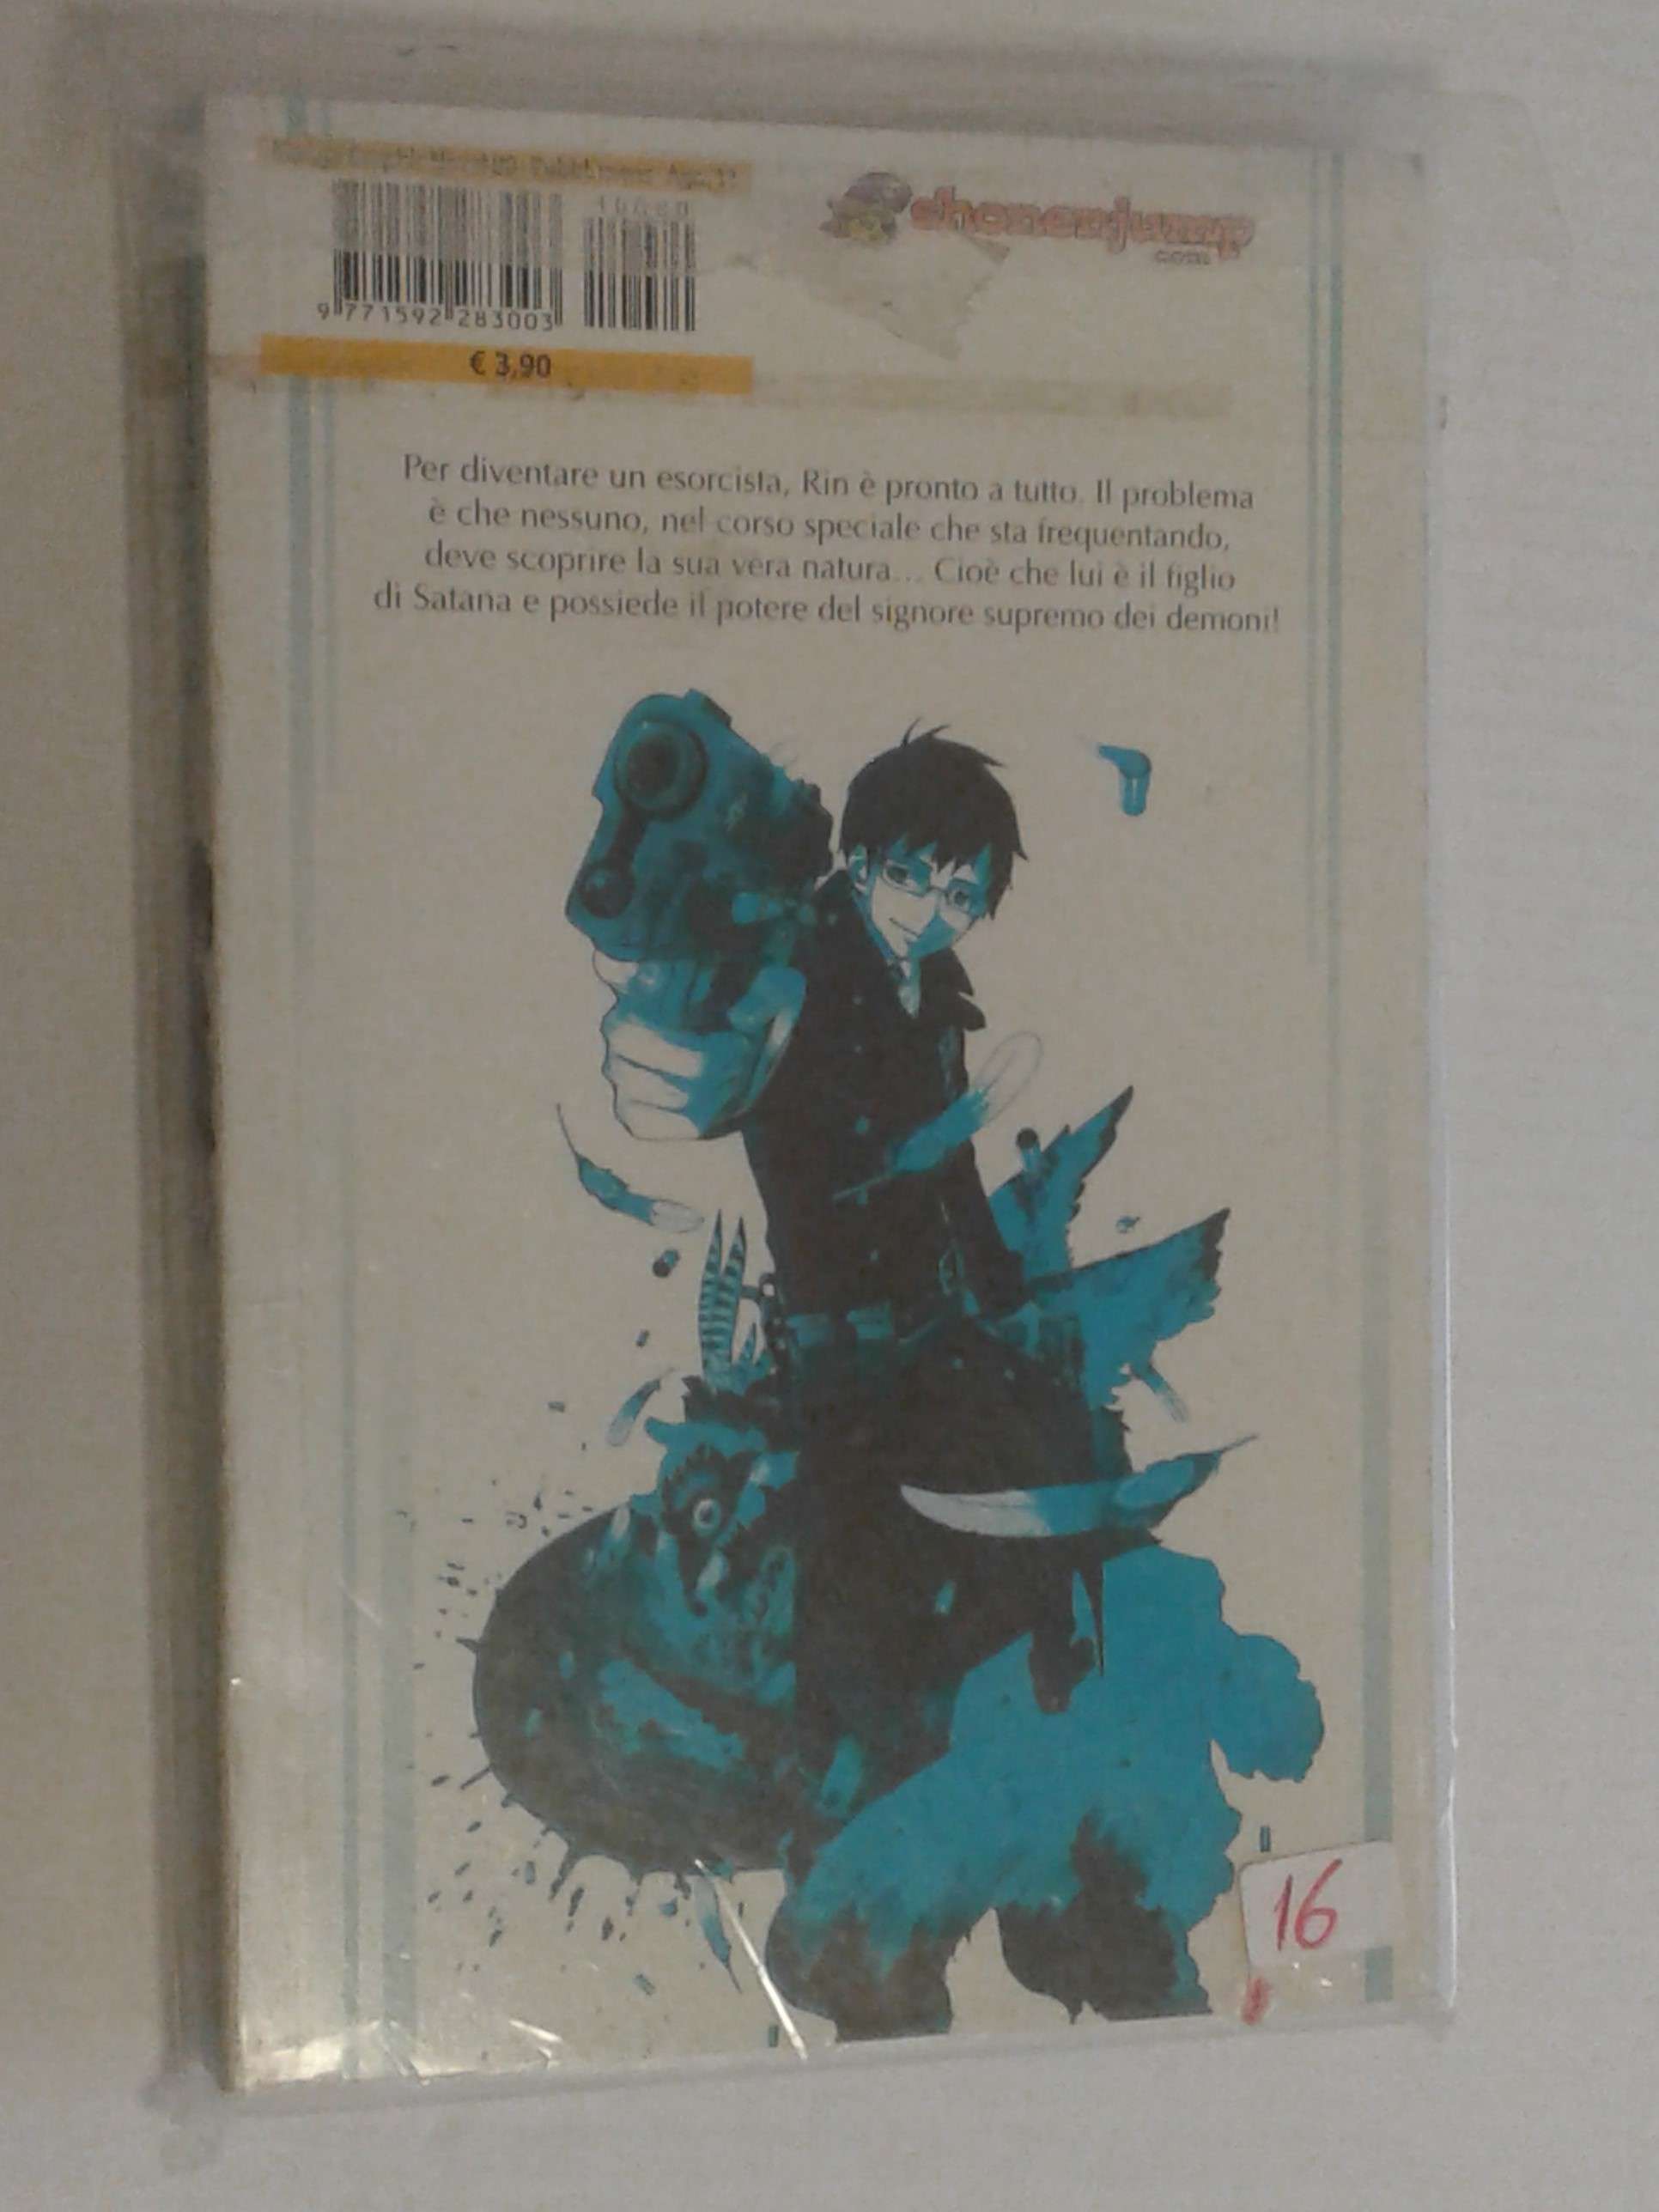 shonenjump
.com
9 771592 283003
€ 3,90
Per diventare un esorcista, Rin è pronto a tutto. Il problema
è che nessuno, nel corso speciale che sta frequentando,
deve scoprire la sua vera natura... Cioè che lui è il figlio
di Satana e possiede il potere del signore supremo dei demoni!
16